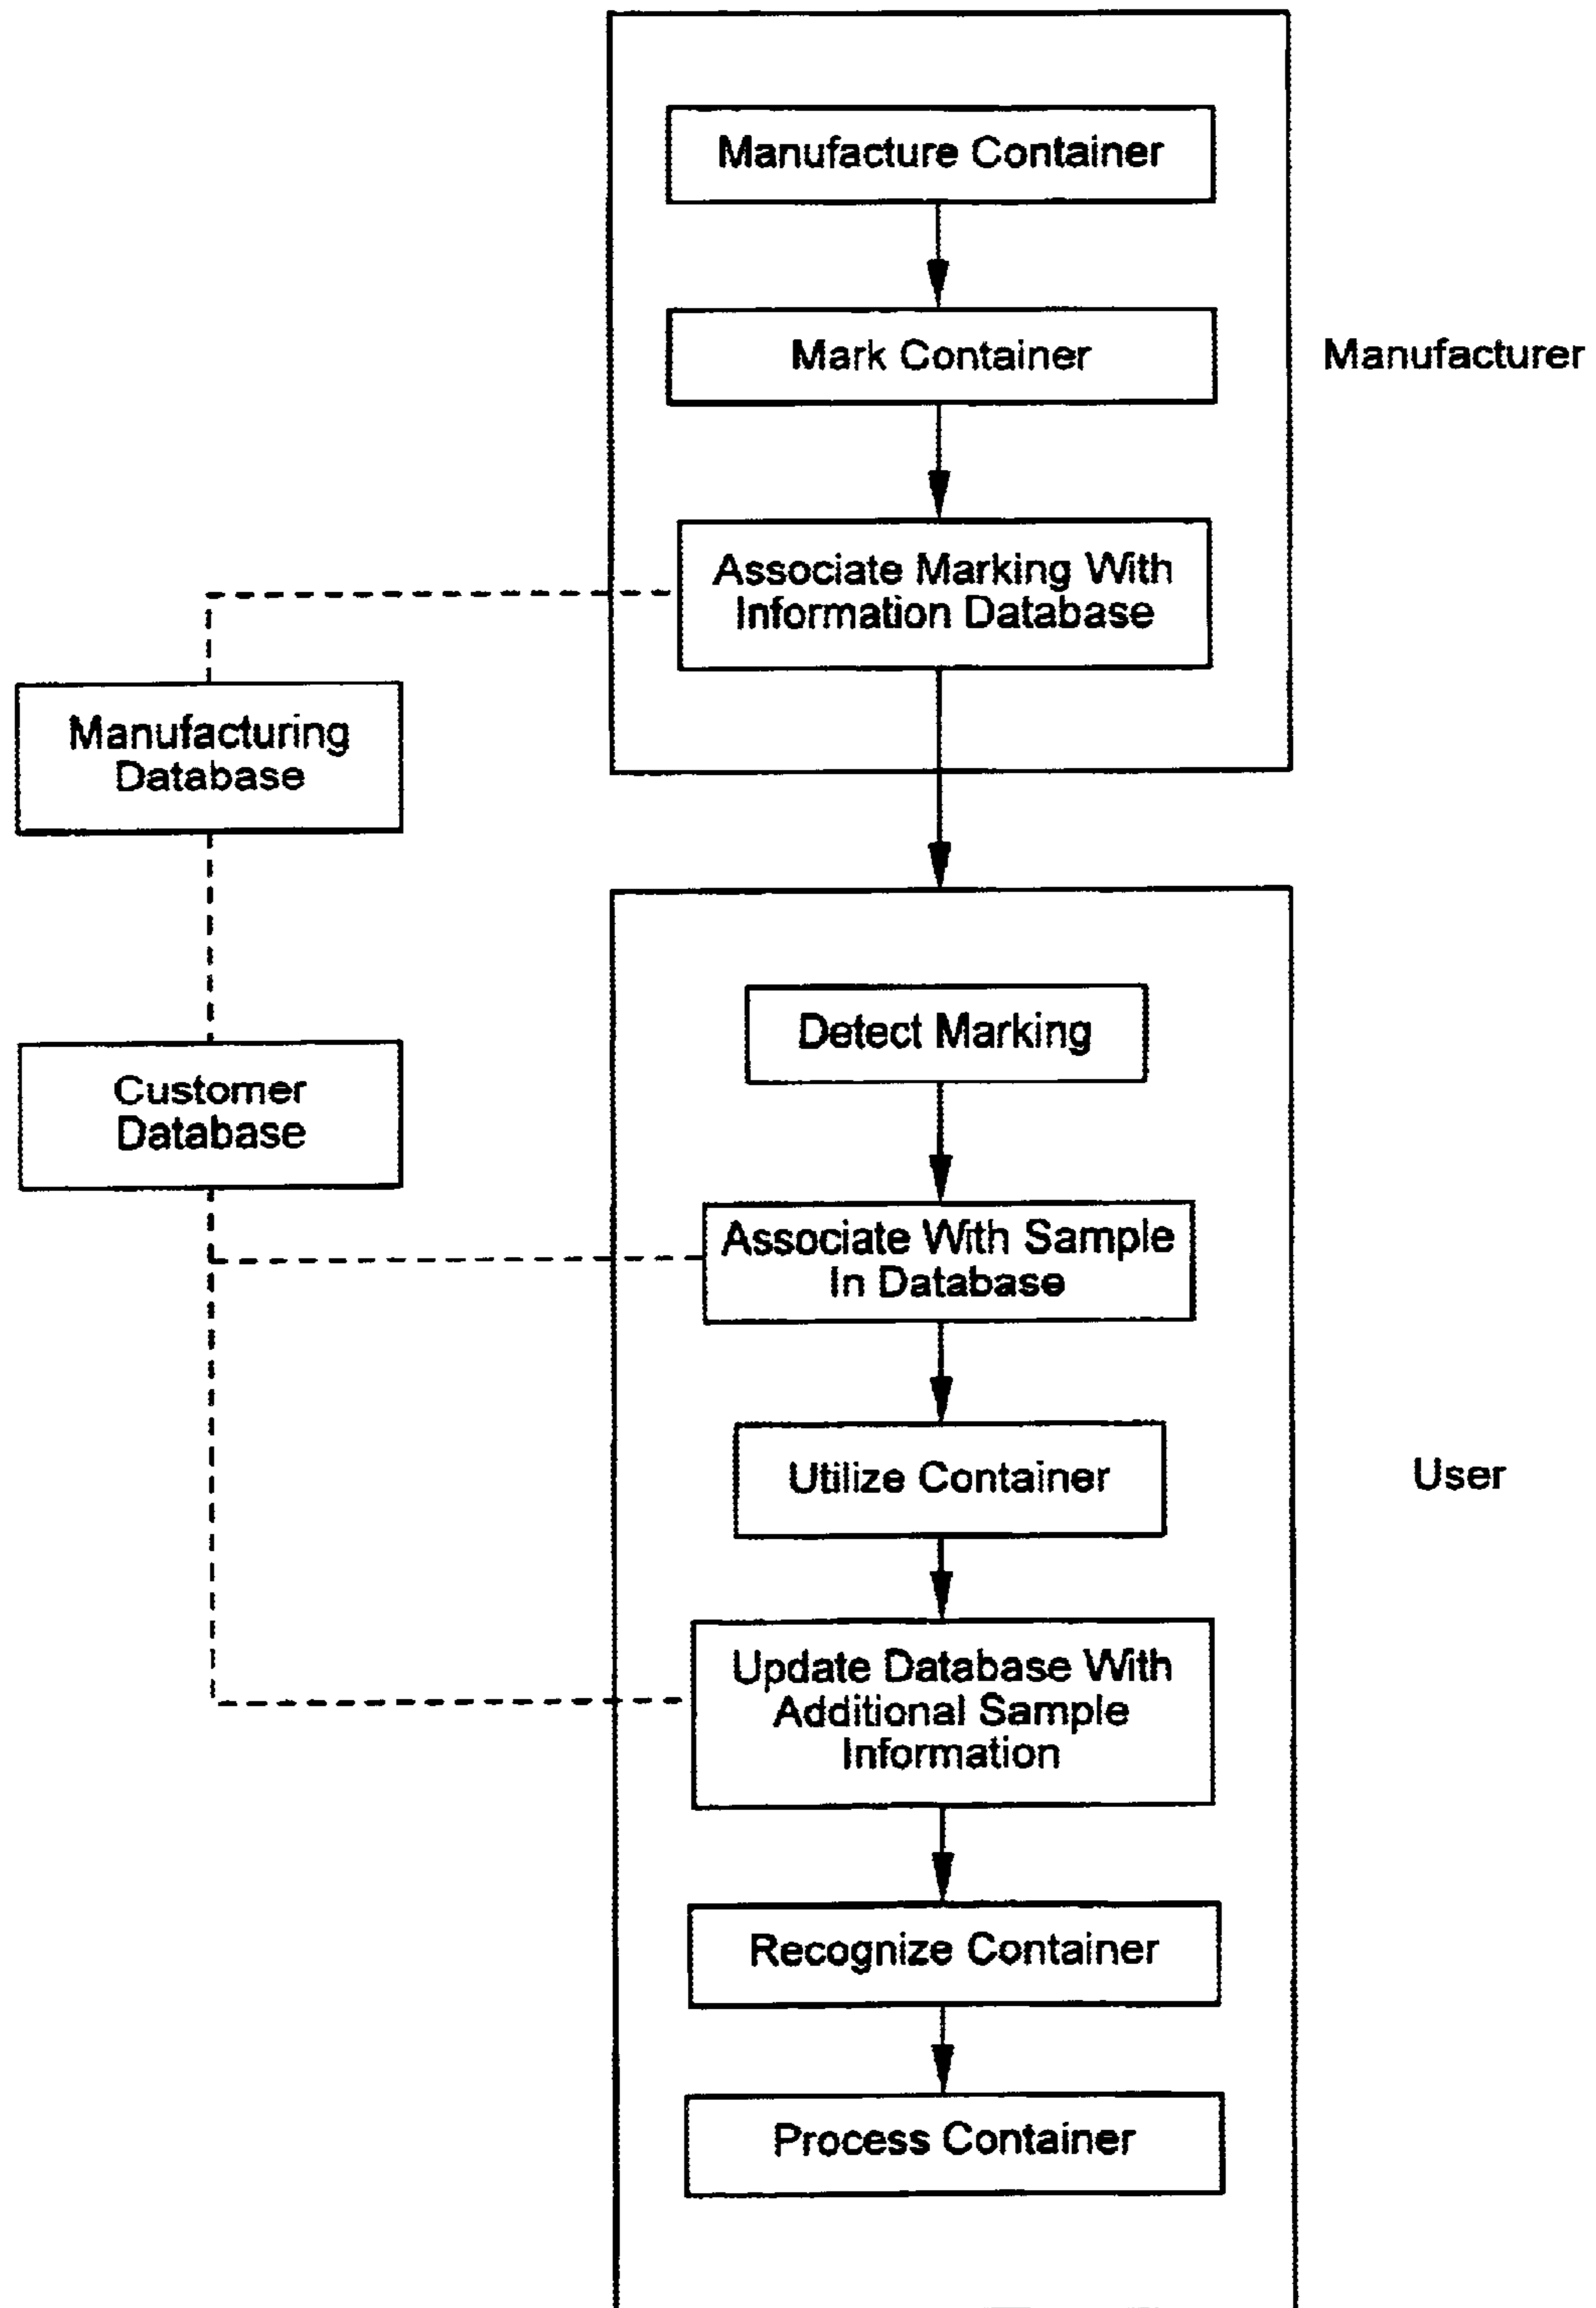 Manufacture Container
Mark Container
Manufacturer
Associate Marking With
Information Database
Manufacturing
Database
Customer
Database
Detect Marking
Associate With Sample
In Database
Utilize Container
User
Update Database With
Additional Sample
Information
Recognize Container
Process Container